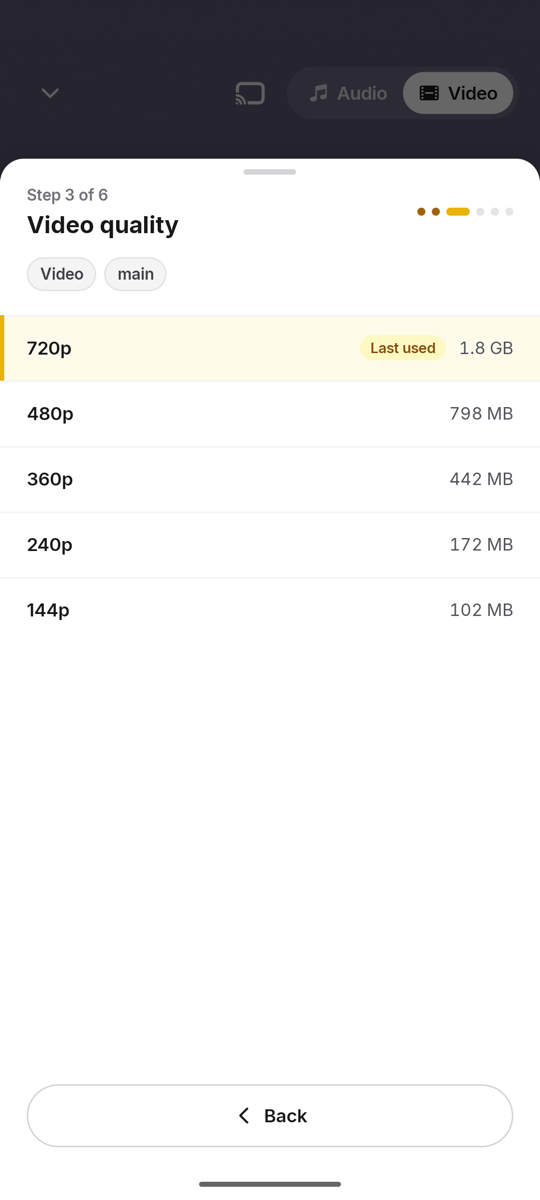 Audio
Video
Step 3 of 6
Video quality
Video
main
720p
Last used
1.8 GB
480p
798 MB
360p
442 MB
240p
172 MB
144p
102 MB
Back